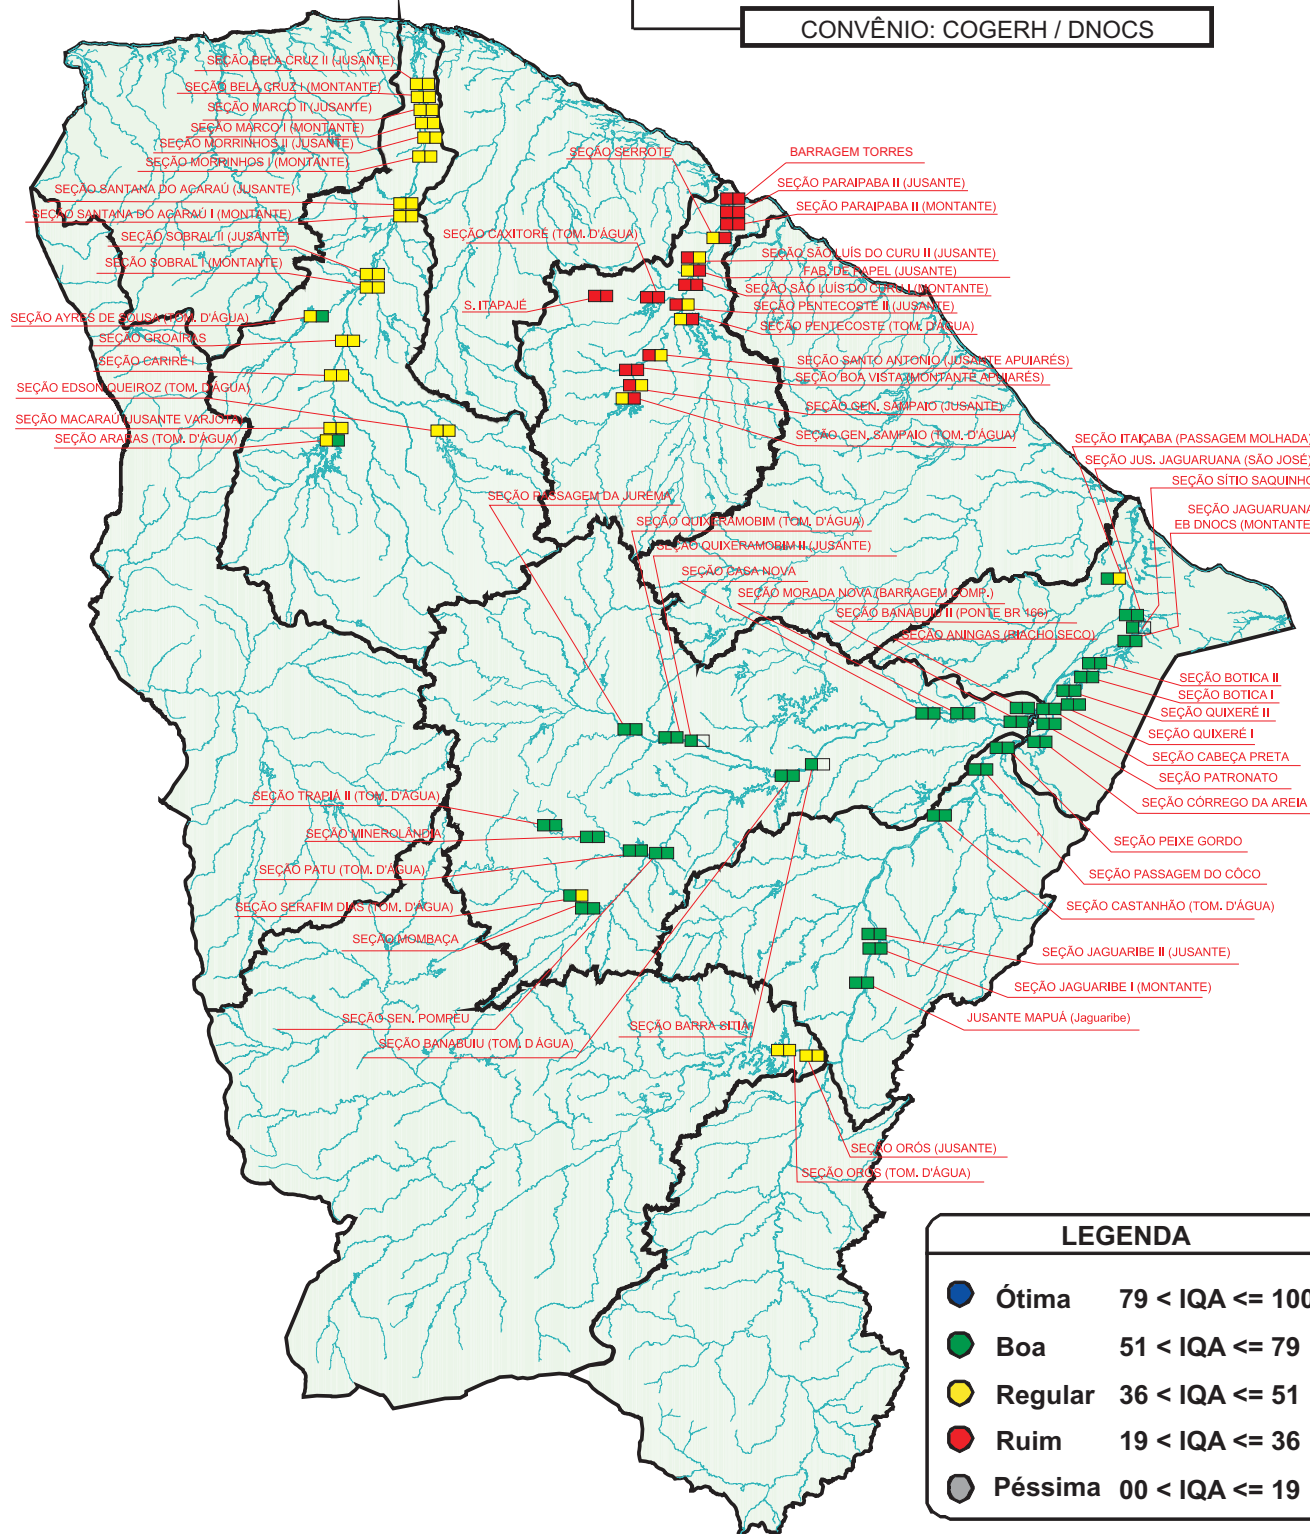 CONVÊNIO: COGERH / DNOCS
SEÇÃO BELA CRUZ II (JUSANTE)
SEÇÃO BELA CRUZ I (MONTANTE)
SEÇÃO MARCO II (JUSANTE)
SEÇÃO MARCO I (MONTANTE)
SEÇÃO MORRINHOS II (JUSANTE)
SEÇÃO MORRINHOS I (MONTANTE)
SEÇÃO SANTANA DO ACARAÚ (JUSANTE)
SEÇÃO SANTANA DO ACARAÚ I (MONTANTE)
SEÇÃO SOBRAL II (JUSANTE)
SEÇÃO SOBRAL I (MONTANTE)
SEÇÃO AYRES DE SOUSA (TOM. D'ÁGUA)
SEÇÃO GROAÍRAS
SEÇÃO CARIRÉ I
SEÇÃO EDSON QUEIROZ (TOM. D'ÁGUA)
SEÇÃO MACARAÚ (JUSANTE VARJOTA)
SEÇÃO ARARAS (TOM. D'ÁGUA)
SEÇÃO SERROTE
SEÇÃO CAXITORÉ (TOM. D'ÁGUA)
S. ITAPAJÉ
BARRAGEM TORRES
SEÇÃO PARAIPABA II (JUSANTE)
SEÇÃO PARAIPABA II (MONTANTE)
SEÇÃO SÃO LUÍS DO CURU II (JUSANTE)
FAB. DE PAPEL (JUSANTE)
SEÇÃO SÃO LUÍS DO CURU I (MONTANTE)
SEÇÃO PENTECOSTE II (JUSANTE)
SEÇÃO PENTECOSTE (TOM. D'ÁGUA)
SEÇÃO SANTO ANTONIO (JUSANTE APUIARÉS)
SEÇÃO BOA VISTA (MONTANTE APUIARÉS)
SEÇÃO GEN. SAMPAIO (JUSANTE)
SEÇÃO GEN. SAMPAIO (TOM. D'ÁGUA)
SEÇÃO ITAIÇABA (PASSAGEM MOLHADA)
SEÇÃO JUS. JAGUARUANA (SÃO JOSÉ)
SEÇÃO SÍTIO SAQUINHO
SEÇÃO JAGUARUANA
EB DNOCS (MONTANTE
SEÇÃO PASSAGEM DA JUREMA
SEÇÃO QUIXERAMOBIM (TOM. D'ÁGUA)
SEÇÃO QUIXERAMOBIM II (JUSANTE)
SEÇÃO CASA NOVA
SEÇÃO MORADA NOVA (BARRAGEM COMP.)
SEÇÃO BANABUIU II (PONTE BR 166)
SEÇÃO ANINGAS (RIACHO SECO)
SEÇÃO BOTICA II
SEÇÃO BOTICA I
SEÇÃO QUIXERÉ II
SEÇÃO QUIXERÉ I
SEÇÃO CABEÇA PRETA
SEÇÃO PATRONATO
SEÇÃO CÓRREGO DA AREIA
SEÇÃO PEIXE GORDO
SEÇÃO PASSAGEM DO CÔCO
SEÇÃO CASTANHÃO (TOM. D'ÁGUA)
SEÇÃO TRAPIÁ II (TOM. D'ÁGUA)
SEÇÃO MINEROLÂNDIA
SEÇÃO PATU (TOM. D'ÁGUA)
SEÇÃO SERAFIM DIAS (TOM. D'ÁGUA)
SEÇÃO MOMBAÇA
SEÇÃO SEN. POMPEU
SEÇÃO BANABUIU (TOM. D ÁGUA)
SEÇÃO BARRA SITIÁ
SEÇÃO JAGUARIBE II (JUSANTE)
SEÇÃO JAGUARIBE I (MONTANTE)
JUSANTE MAPUÁ (Jaguaribe)
SEÇÃO ORÓS (JUSANTE)
SEÇÃO ORÓS (TOM. D'ÁGUA)
LEGENDA
Ótima 79 < IQA <= 100
Boa 51 < IQA <= 79
Regular 36 < IQA <= 51
Ruim 19 < IQA <= 36
Péssima 00 < IQA <= 19